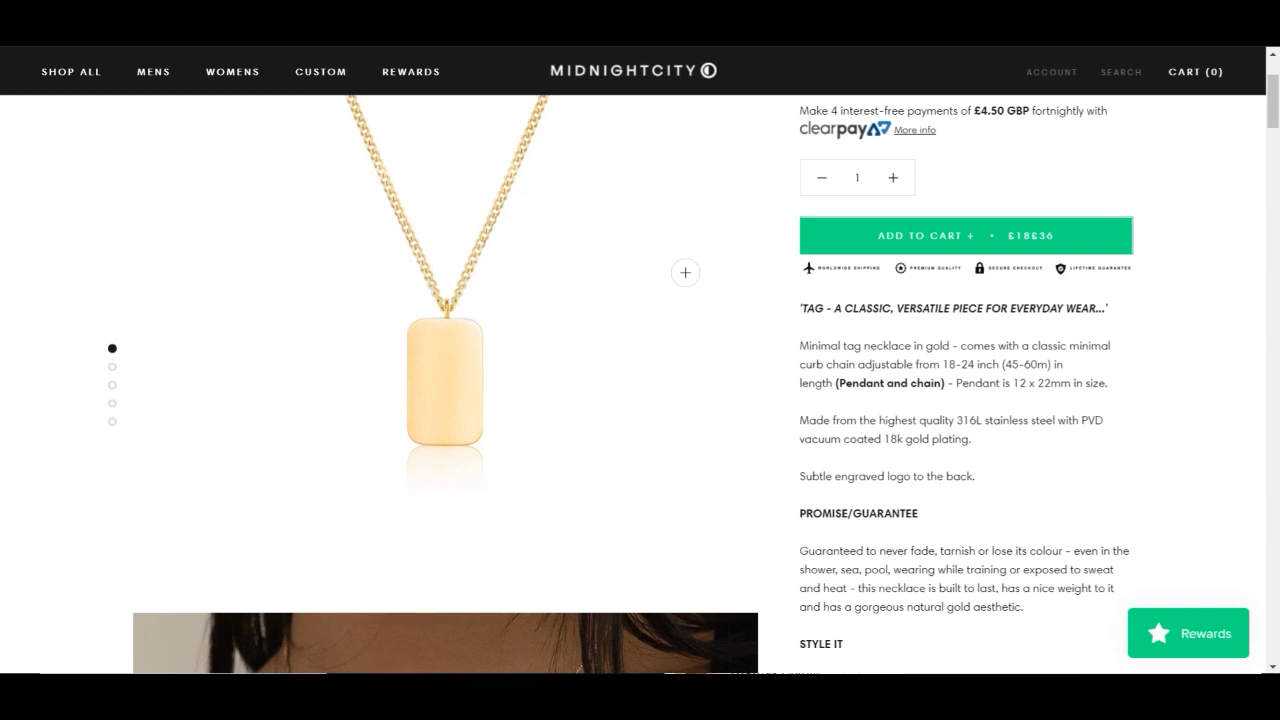 SHOP ALL MENS WOMENS CUSTOM REWARDS MIDNIGHTCITY ACCOUNT SEARCH CART (0)
Make 4 interest-free payments of £4.50 GBP fortnightly with
clearpay More info
− 1 +
ADD TO CART + • £18£36
WORLDWIDE SHIPPING PREMIUM QUALITY SECURE CHECKOUT LIFETIME GUARANTEE
'TAG - A CLASSIC, VERSATILE PIECE FOR EVERYDAY WEAR...'
Minimal tag necklace in gold - comes with a classic minimal
curb chain adjustable from 18-24 inch (45-60m) in
length (Pendant and chain) - Pendant is 12 x 22mm in size.
Made from the highest quality 316L stainless steel with PVD
vacuum coated 18k gold plating.
Subtle engraved logo to the back.
PROMISE/GUARANTEE
Guaranteed to never fade, tarnish or lose its colour - even in the
shower, sea, pool, wearing while training or exposed to sweat
and heat - this necklace is built to last, has a nice weight to it
and has a gorgeous natural gold aesthetic.
STYLE IT
Rewards